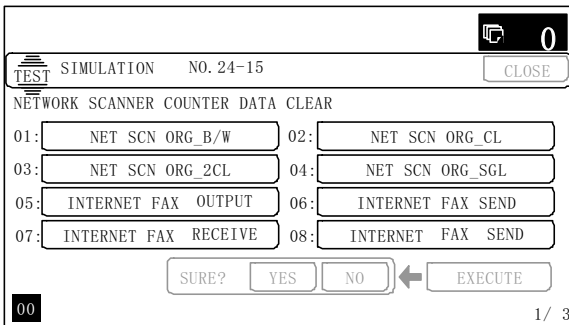 0
TEST SIMULATION NO. 24-15 CLOSE
NETWORK SCANNER COUNTER DATA CLEAR
01: NET SCN ORG_B/W 02: NET SCN ORG_CL
03: NET SCN ORG_2CL 04: NET SCN ORG_SGL
05: INTERNET FAX OUTPUT 06: INTERNET FAX SEND
07: INTERNET FAX RECEIVE 08: INTERNET FAX SEND
SURE? YES NO EXECUTE
00 1/ 3